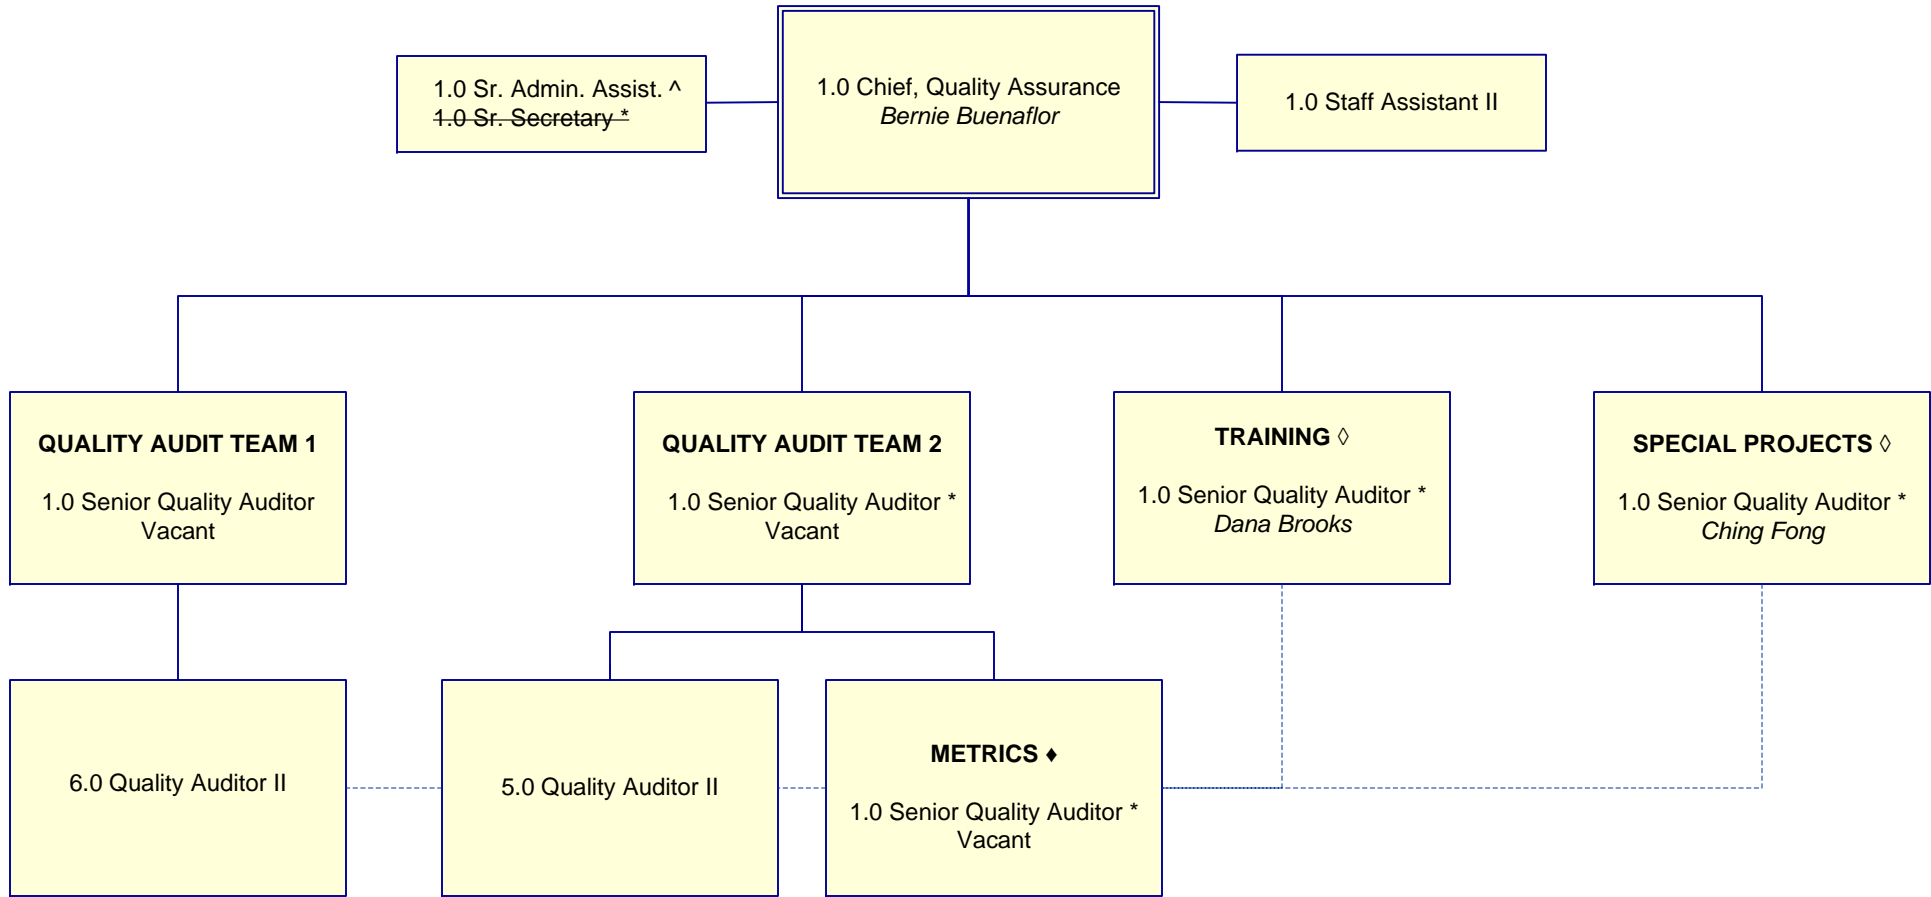 1.0 Sr. Admin. Assist. ^
1.0 Sr. Secretary *
1.0 Chief, Quality Assurance
Bernie Buenaflor
1.0 Staff Assistant II
QUALITY AUDIT TEAM 1
1.0 Senior Quality Auditor
Vacant
QUALITY AUDIT TEAM 2
1.0 Senior Quality Auditor *
Vacant
TRAINING ◊
1.0 Senior Quality Auditor *
Dana Brooks
SPECIAL PROJECTS ◊
1.0 Senior Quality Auditor *
Ching Fong
6.0 Quality Auditor II
5.0 Quality Auditor II
METRICS ♦
1.0 Senior Quality Auditor *
Vacant